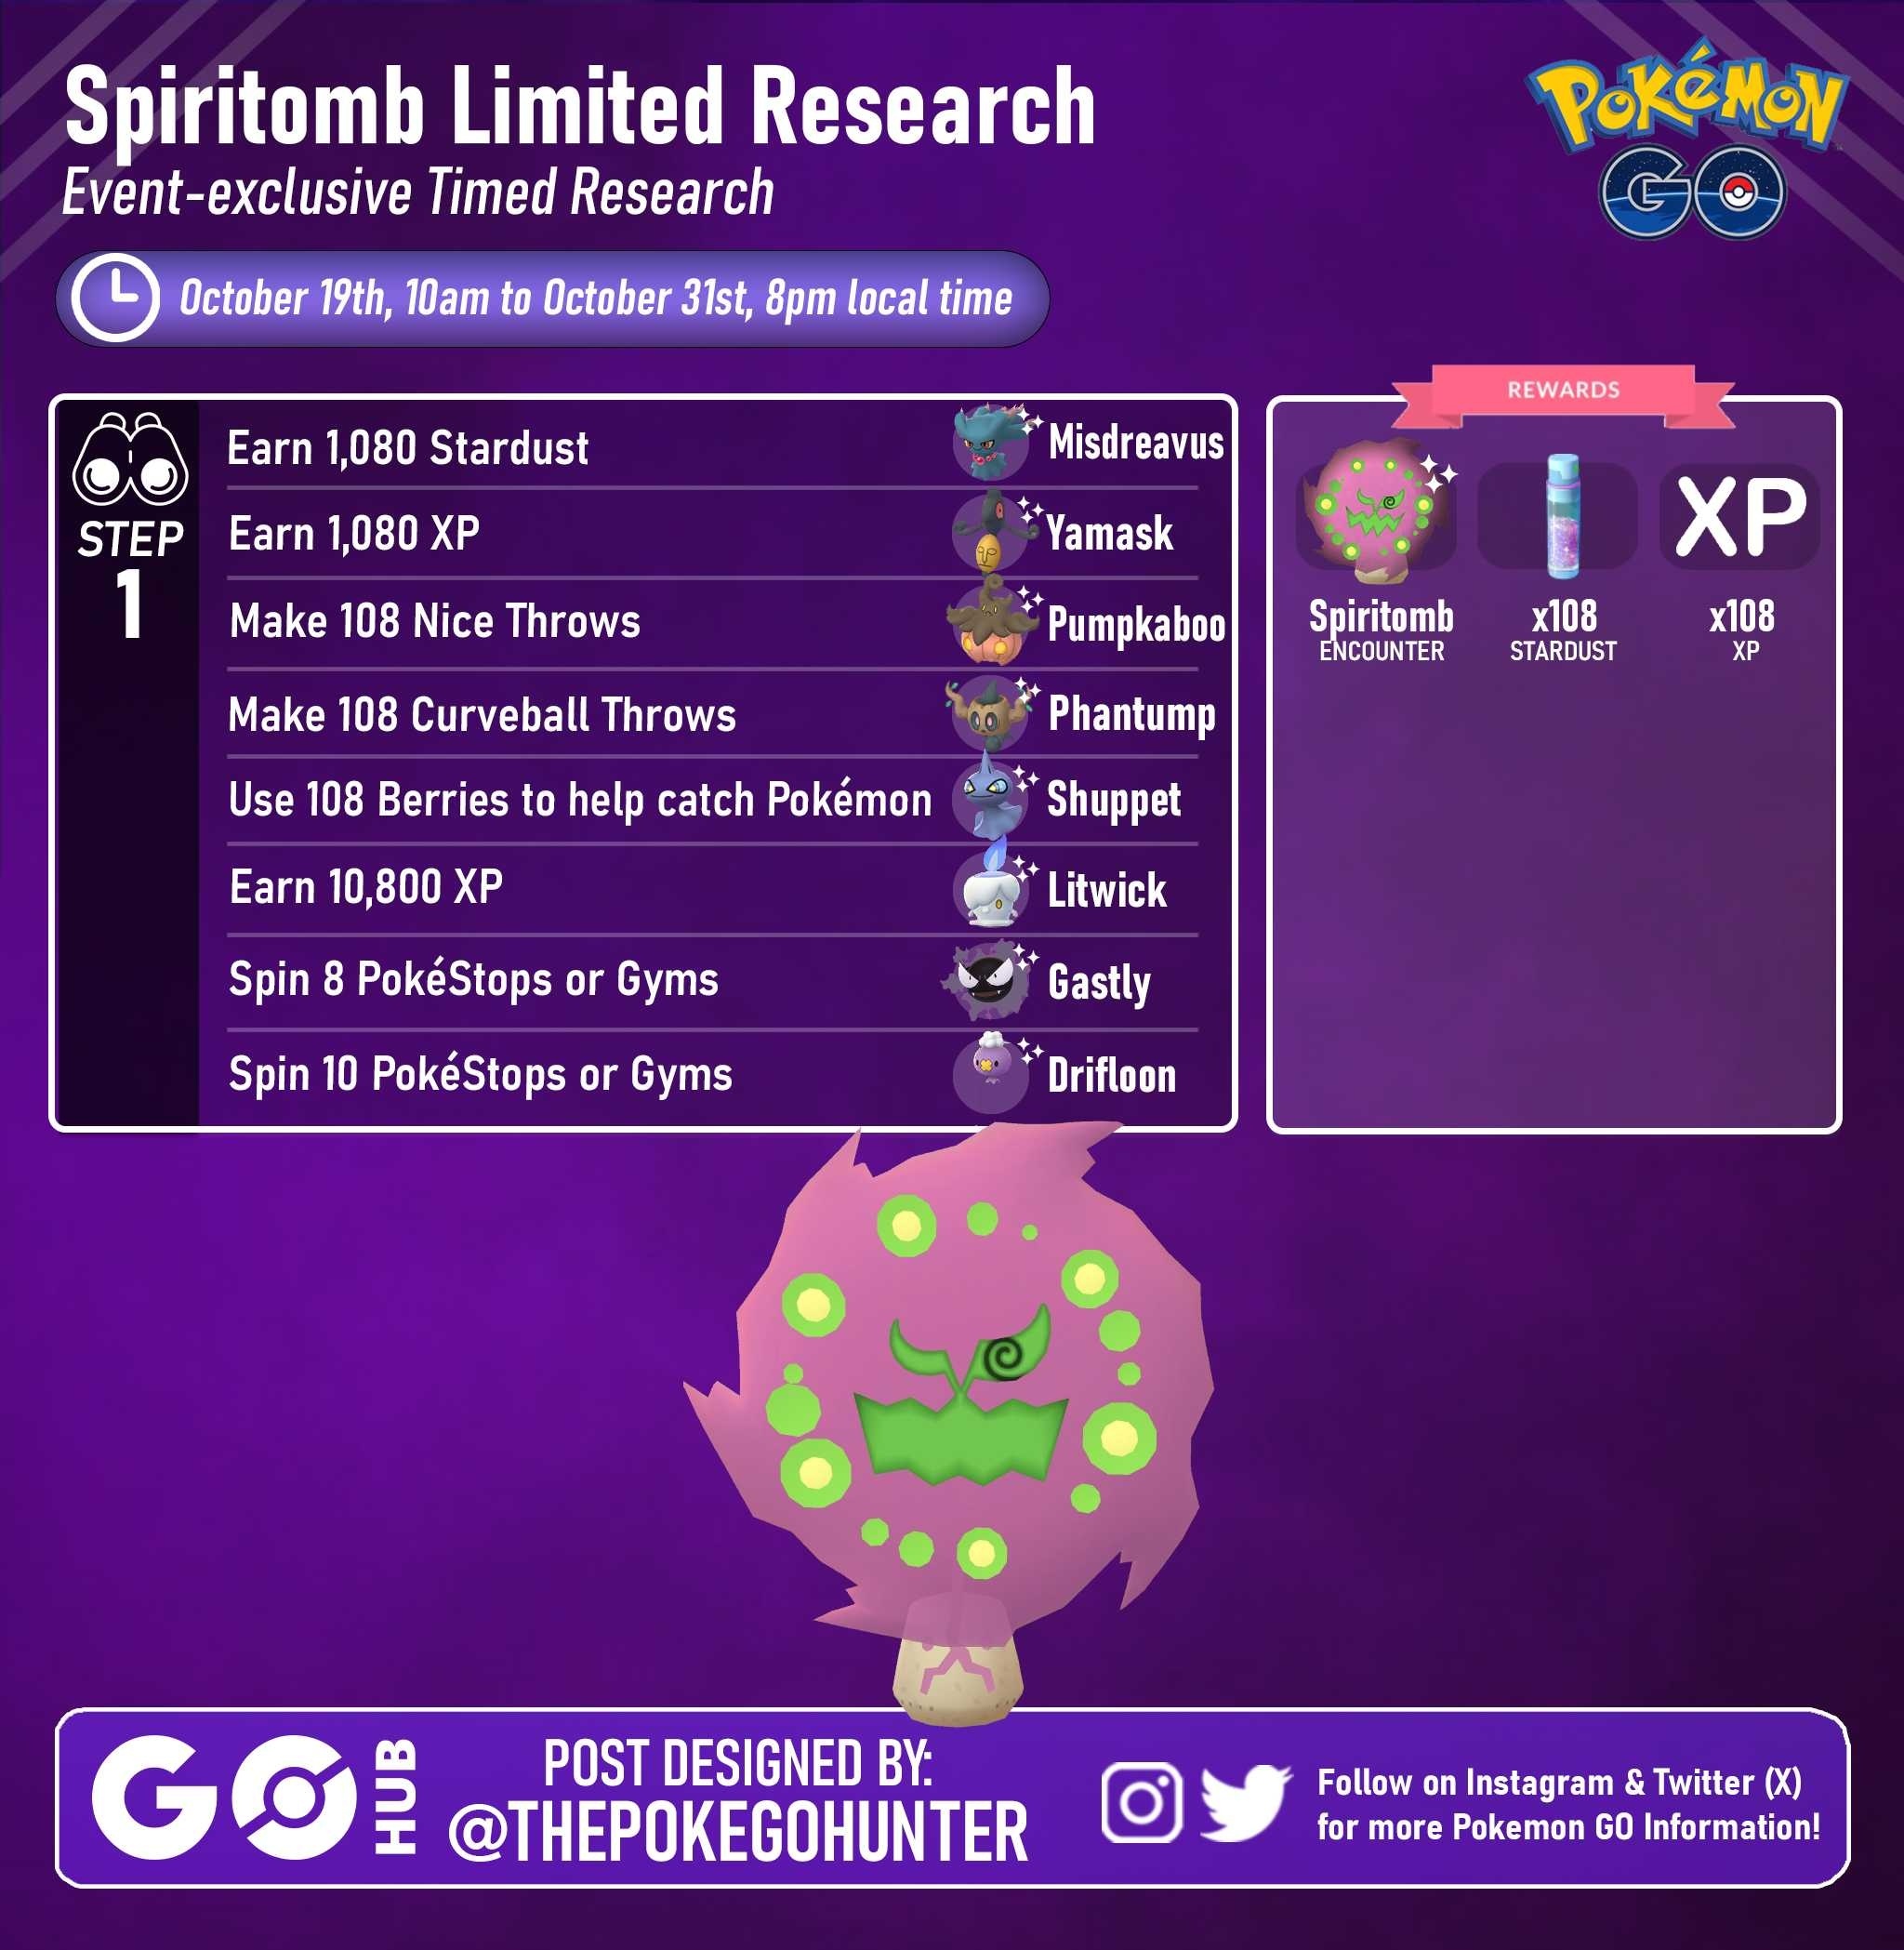 Spiritomb Limited Research
POKéMON
GO
Event-exclusive Timed Research
October 19th, 10am to October 31st, 8pm local time
STEP
1
Earn 1,080 Stardust
Misdreavus
Earn 1,080 XP
Yamask
Make 108 Nice Throws
Pumpkaboo
Make 108 Curveball Throws
Phantump
Use 108 Berries to help catch Pokémon
Shuppet
Earn 10,800 XP
Litwick
Spin 8 PokéStops or Gyms
Gastly
Spin 10 PokéStops or Gyms
Drifloon
REWARDS
XP
Spiritomb
ENCOUNTER
x108
STARDUST
x108
XP
GO HUB
POST DESIGNED BY:
@THEPOKEGOHUNTER
Follow on Instagram & Twitter (X)
for more Pokemon GO Information!